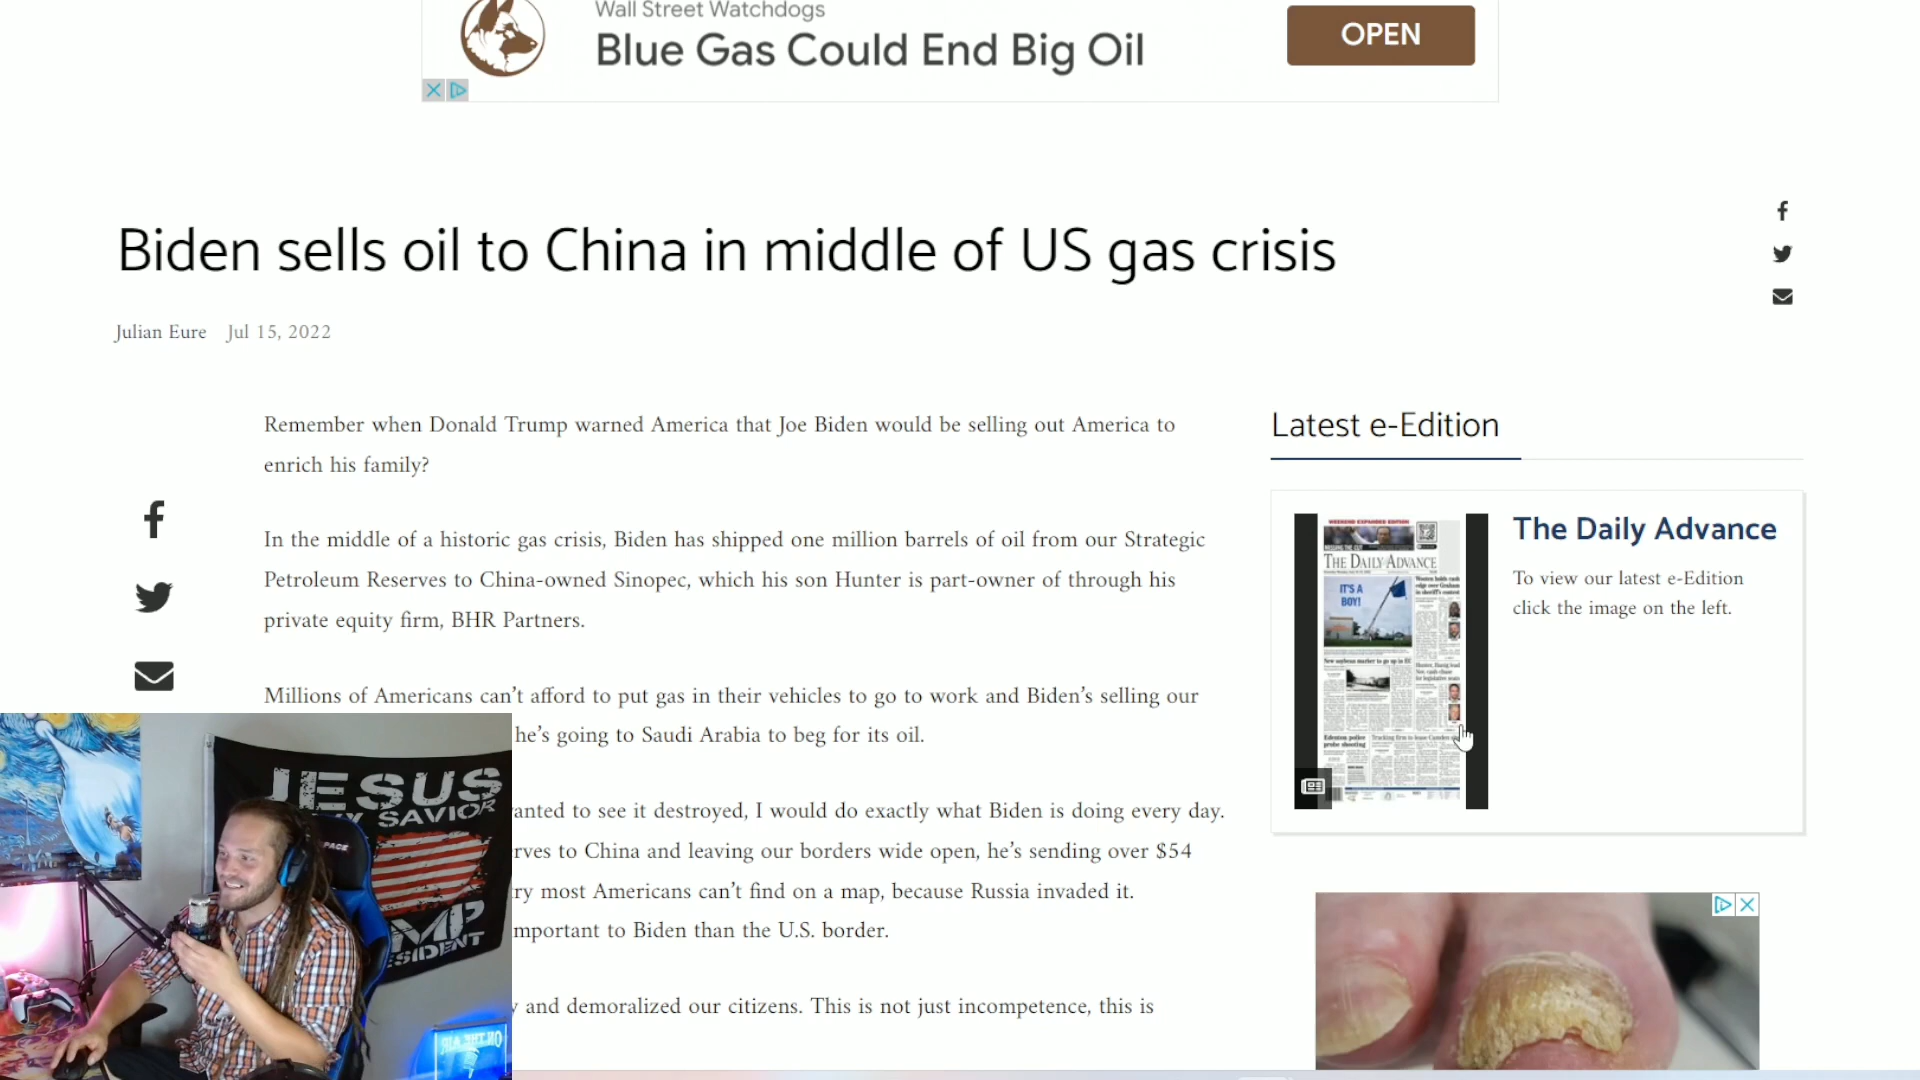 Wall Street Watchdogs
Blue Gas Could End Big Oil
OPEN
Biden sells oil to China in middle of US gas crisis
Julian Eure Jul 15, 2022
Remember when Donald Trump warned America that Joe Biden would be selling out America to
enrich his family?
In the middle of a historic gas crisis, Biden has shipped one million barrels of oil from our Strategic
Petroleum Reserves to China-owned Sinopec, which his son Hunter is part-owner of through his
private equity firm, BHR Partners.
Millions of Americans can't afford to put gas in their vehicles to go to work and Biden's selling our
he's going to Saudi Arabia to beg for its oil.
anted to see it destroyed, I would do exactly what Biden is doing every day.
rves to China and leaving our borders wide open, he's sending over $54
ry most Americans can't find on a map, because Russia invaded it.
mportant to Biden than the U.S. border.
and demoralized our citizens. This is not just incompetence, this is
Latest e-Edition
The Daily Advance
To view our latest e-Edition
click the image on the left.
WEEKEND EXPANDED EDITION
THE DAILY ADVANCE
IT'S A
BOY!
JESUS
MY SAVIOR
MP
SIDENT
ON THE AIR